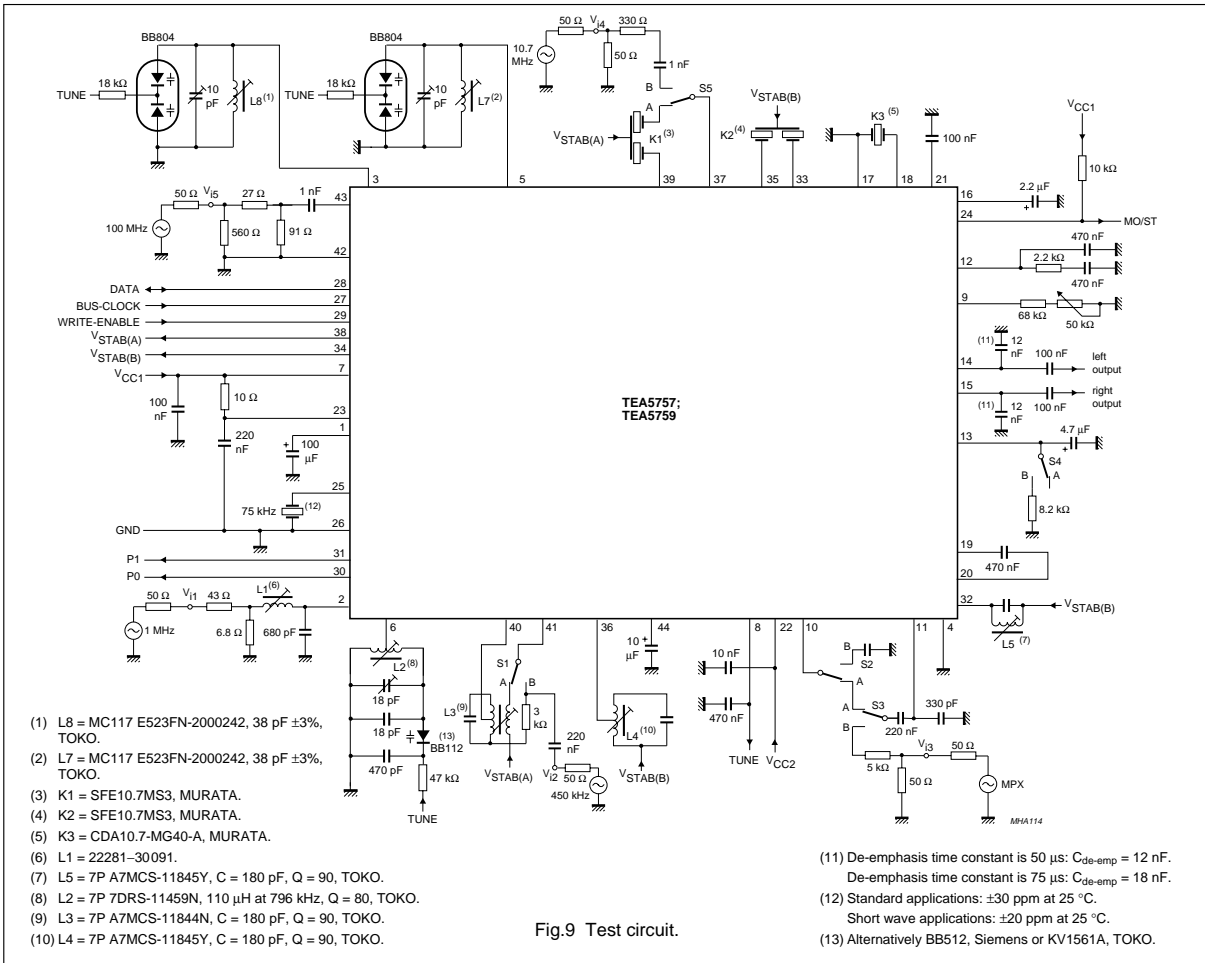 BB804
BB804
50 Ω
V i4
330 Ω
10.7 MHz
50 Ω
1 nF
18 kΩ
TUNE
10 pF
L8 (1)
18 kΩ
TUNE
10 pF
L7 (2)
B
A
S5
V STAB(A)
K1 (3)
V STAB(B)
K2 (4)
K3 (5)
100 nF
V CC1
10 kΩ
3
5
39
37
35
33
17
18
21
50 Ω
V i5
27 Ω
1 nF
43
100 MHz
560 Ω
91 Ω
42
DATA
28
BUS-CLOCK
27
WRITE-ENABLE
29
V STAB(A)
38
V STAB(B)
34
V CC1
7
100 nF
10 Ω
23
220 nF
1
100 µF
25
75 kHz
(12)
GND
26
P1
31
P0
30
50 Ω
V i1
43 Ω
L1 (6)
2
1 MHz
6.8 Ω
680 pF
TEA5757;
TEA5759
16
2.2 µF
24
MO/ST
12
470 nF
2.2 kΩ
470 nF
9
68 kΩ
50 kΩ
(11)
12 nF
14
100 nF
left output
15
(11)
12 nF
100 nF
right output
13
4.7 µF
S4
B
A
8.2 kΩ
19
470 nF
20
32
V STAB(B)
L5 (7)
6
40
41
36
44
8
22
10
11
4
L2 (8)
18 pF
18 pF
BB112
(13)
470 pF
47 kΩ
TUNE
S1
A
B
L3 (9)
3 kΩ
220 nF
V STAB(A)
V i2
50 Ω
450 kHz
10 µF
L4 (10)
V STAB(B)
10 nF
470 nF
TUNE
V CC2
B
S2
A
A
S3
B
220 nF
330 pF
5 kΩ
V i3
50 Ω
50 Ω
MPX
MHA114
(1) L8 = MC117 E523FN-2000242, 38 pF ±3%,
TOKO.
(2) L7 = MC117 E523FN-2000242, 38 pF ±3%,
TOKO.
(3) K1 = SFE10.7MS3, MURATA.
(4) K2 = SFE10.7MS3, MURATA.
(5) K3 = CDA10.7-MG40-A, MURATA.
(6) L1 = 22281−30091.
(7) L5 = 7P A7MCS-11845Y, C = 180 pF, Q = 90, TOKO.
(8) L2 = 7P 7DRS-11459N, 110 µH at 796 kHz, Q = 80, TOKO.
(9) L3 = 7P A7MCS-11844N, C = 180 pF, Q = 90, TOKO.
(10) L4 = 7P A7MCS-11845Y, C = 180 pF, Q = 90, TOKO.
(11) De-emphasis time constant is 50 µs: C de-emp = 12 nF.
De-emphasis time constant is 75 µs: C de-emp = 18 nF.
(12) Standard applications: ±30 ppm at 25 °C.
Short wave applications: ±20 ppm at 25 °C.
(13) Alternatively BB512, Siemens or KV1561A, TOKO.
Fig.9 Test circuit.